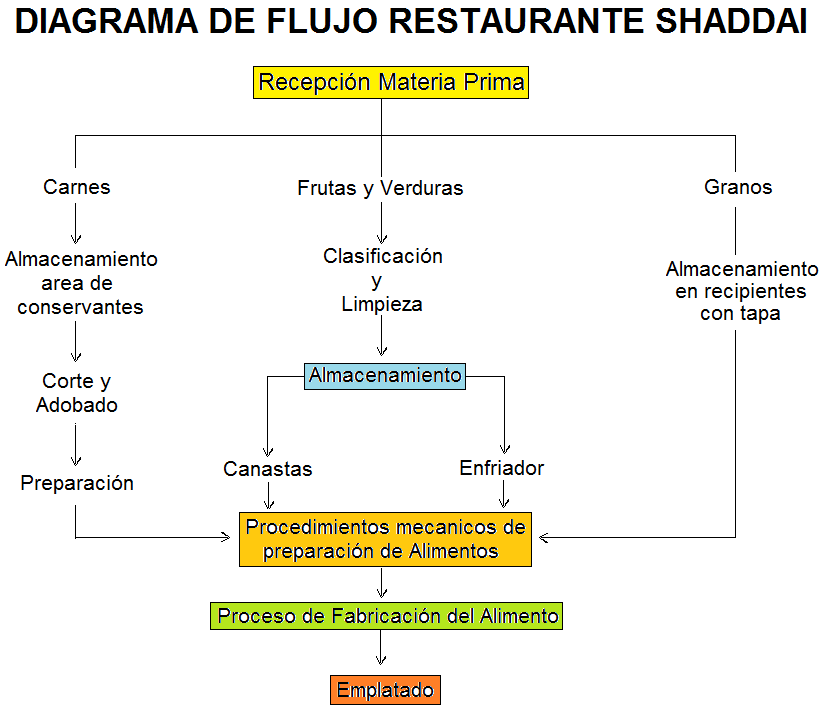 DIAGRAMA DE FLUJO RESTAURANTE SHADDAI
Recepción Materia Prima
Carnes
Frutas y Verduras
Granos
Almacenamiento
area de
conservantes
Clasificación
y
Limpieza
Almacenamiento
en recipientes
con tapa
Corte y
Adobado
Almacenamiento
Preparación
Canastas
Enfriador
Procedimientos mecanicos de
preparación de Alimentos
Proceso de Fabricación del Alimento
Emplatado